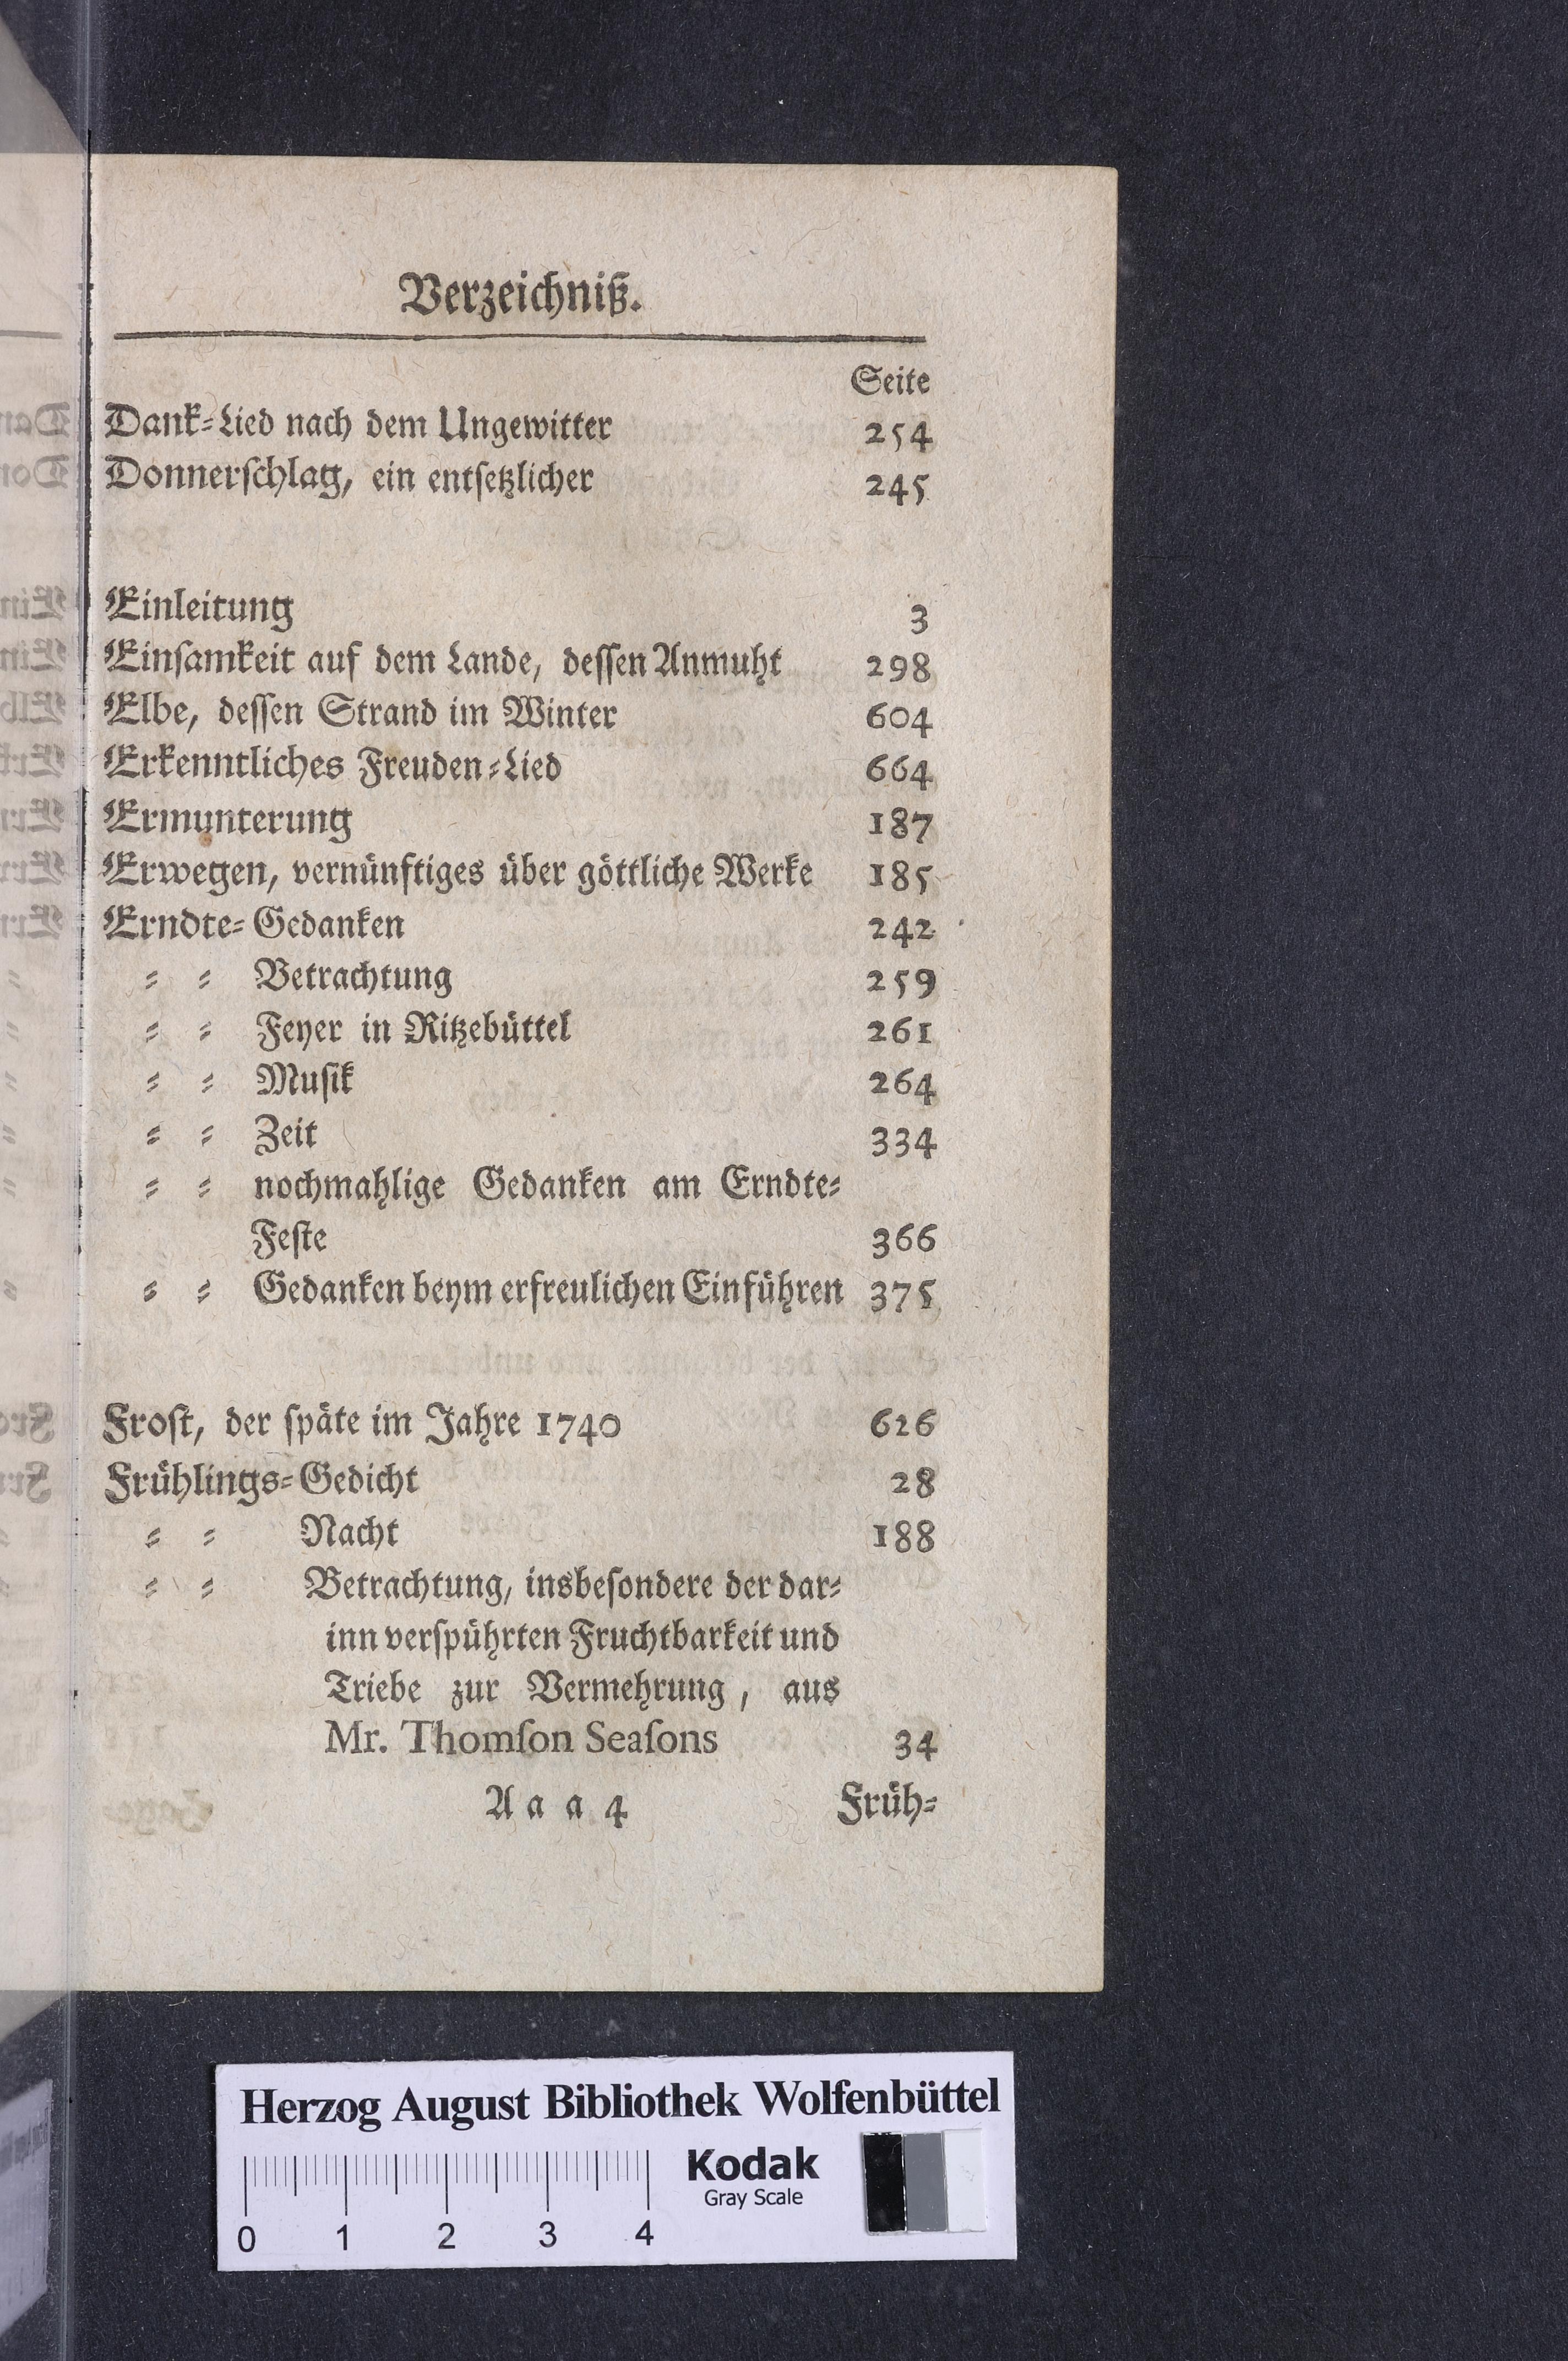 Verzeichniß.
Seite
Dank⸗Lied nach dem Ungewitter 254
Donnerſchlag, ein entſetzlicher 245
Einleitung 3
Einſamkeit auf dem Lande, deſſen Anmuht 298
Elbe, deſſen Strand im Winter 604
Erkenntliches Freuden⸗Lied 664
Ermunterung 187
Erwegen, vernünftiges über göttliche Werke 185
Erndte⸗Gedanken 242
⸗ ⸗ Betrachtung 259
⸗ ⸗ Feyer in Ritzebüttel 261
⸗ ⸗ Muſik 264
⸗ ⸗ Zeit 334
⸗ ⸗ nochmahlige Gedanken am Erndte⸗
Feſte 366
⸗ ⸗ Gedanken beym erfreulichen Einführen 375
Froſt, der ſpäte im Jahre 1740 626
Frühlings⸗Gedicht 28
⸗ ⸗ Nacht 188
⸗ ⸗ Betrachtung, insbeſondere der dar⸗
inn verſpührten Fruchtbarkeit und
Triebe zur Vermehrung, aus
Mr. Thomſon Seaſons 34
A a a 4 Früh⸗
Herzog August Bibliothek Wolfenbüttel
Kodak
Gray Scale
0 1 2 3 4